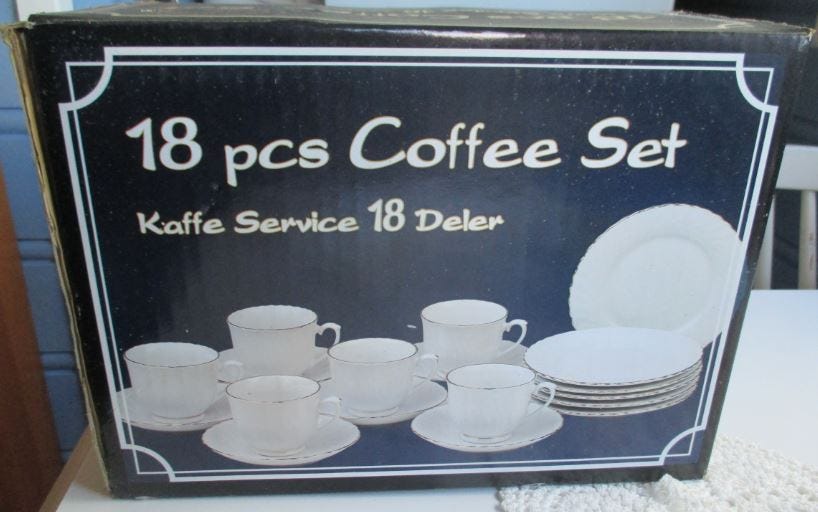 18 pcs Coffee Set
Kaffe Service 18 Deler